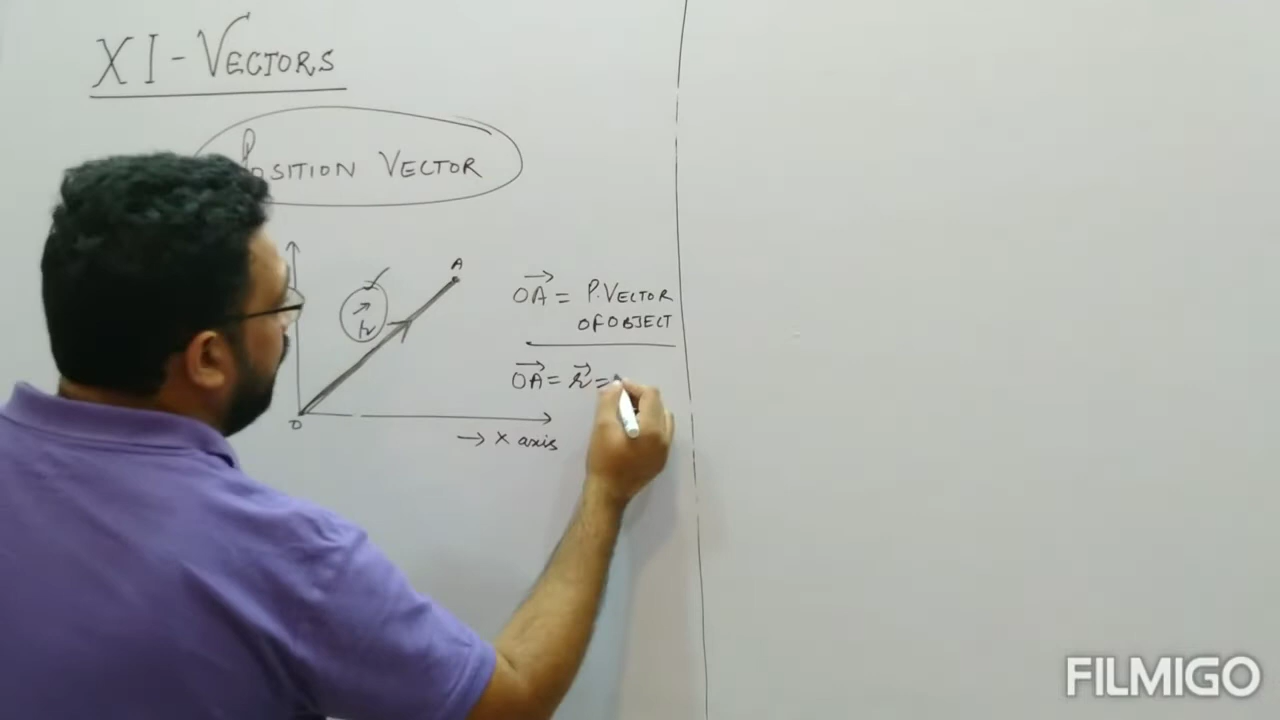 XI - VECTORS
POSITION VECTOR
A
r
OA = P. VECTOR
OF OBJECT
OA = r =
O
→ X axis
FILMIGO